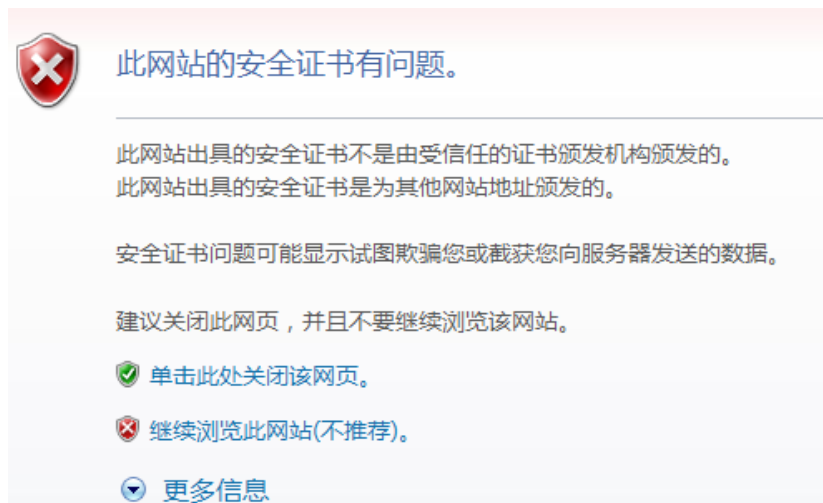 此网站的安全证书有问题。
此网站出具的安全证书不是由受信任的证书颁发机构颁发的。
此网站出具的安全证书是为其他网站地址颁发的。
安全证书问题可能显示试图欺骗您或截获您向服务器发送的数据。
建议关闭此网页，并且不要继续浏览该网站。
单击此处关闭该网页。
继续浏览此网站(不推荐)。
更多信息